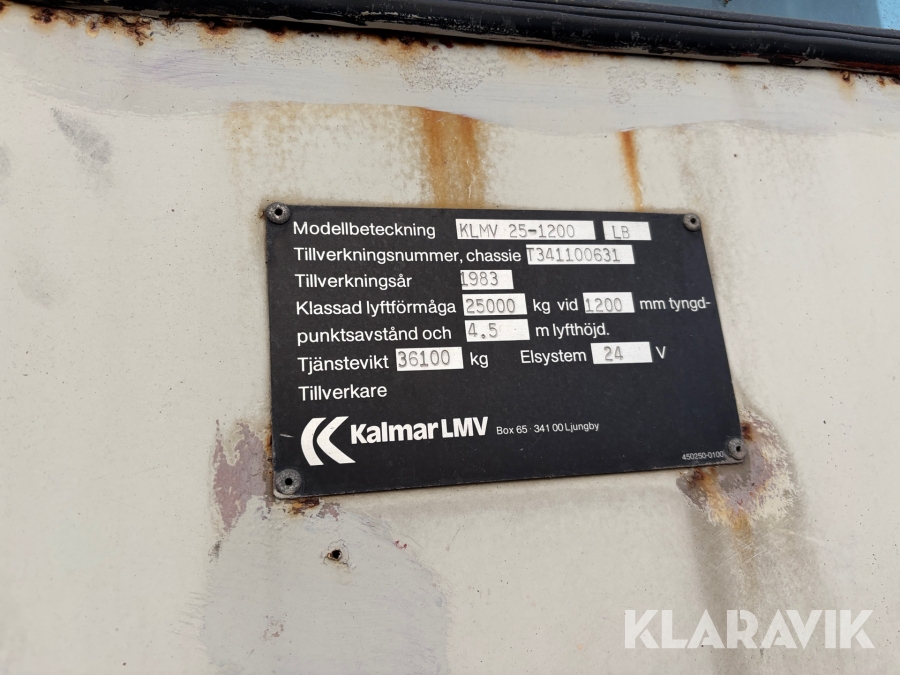 Modellbeteckning KLMV 25-1200 LB
Tillverkningsnummer, chassie T341100631
Tillverkningsår 1983
Klassad lyftförmåga 25000 kg vid 1200 mm tyngd-
punktsavstånd och 4.5 m lyfthöjd.
Tjänstevikt 36100 kg Elsystem 24 V
Tillverkare
Kalmar LMV Box 65 · 341 00 Ljungby
450250-0100
KLARAVIK